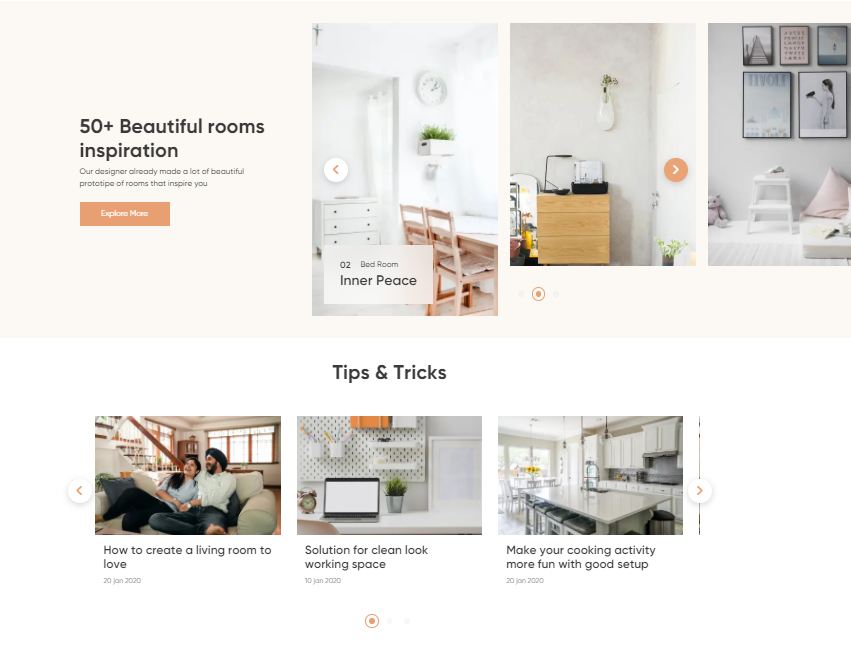 50+ Beautiful rooms
inspiration
Our designer already made a lot of beautiful
prototipe of rooms that inspire you
Explore More
02 Bed Room
Inner Peace
TIVOLI
Tips & Tricks
How to create a living room to
love
20 jan 2020
Solution for clean look
working space
10 jan 2020
Make your cooking activity
more fun with good setup
20 jan 2020